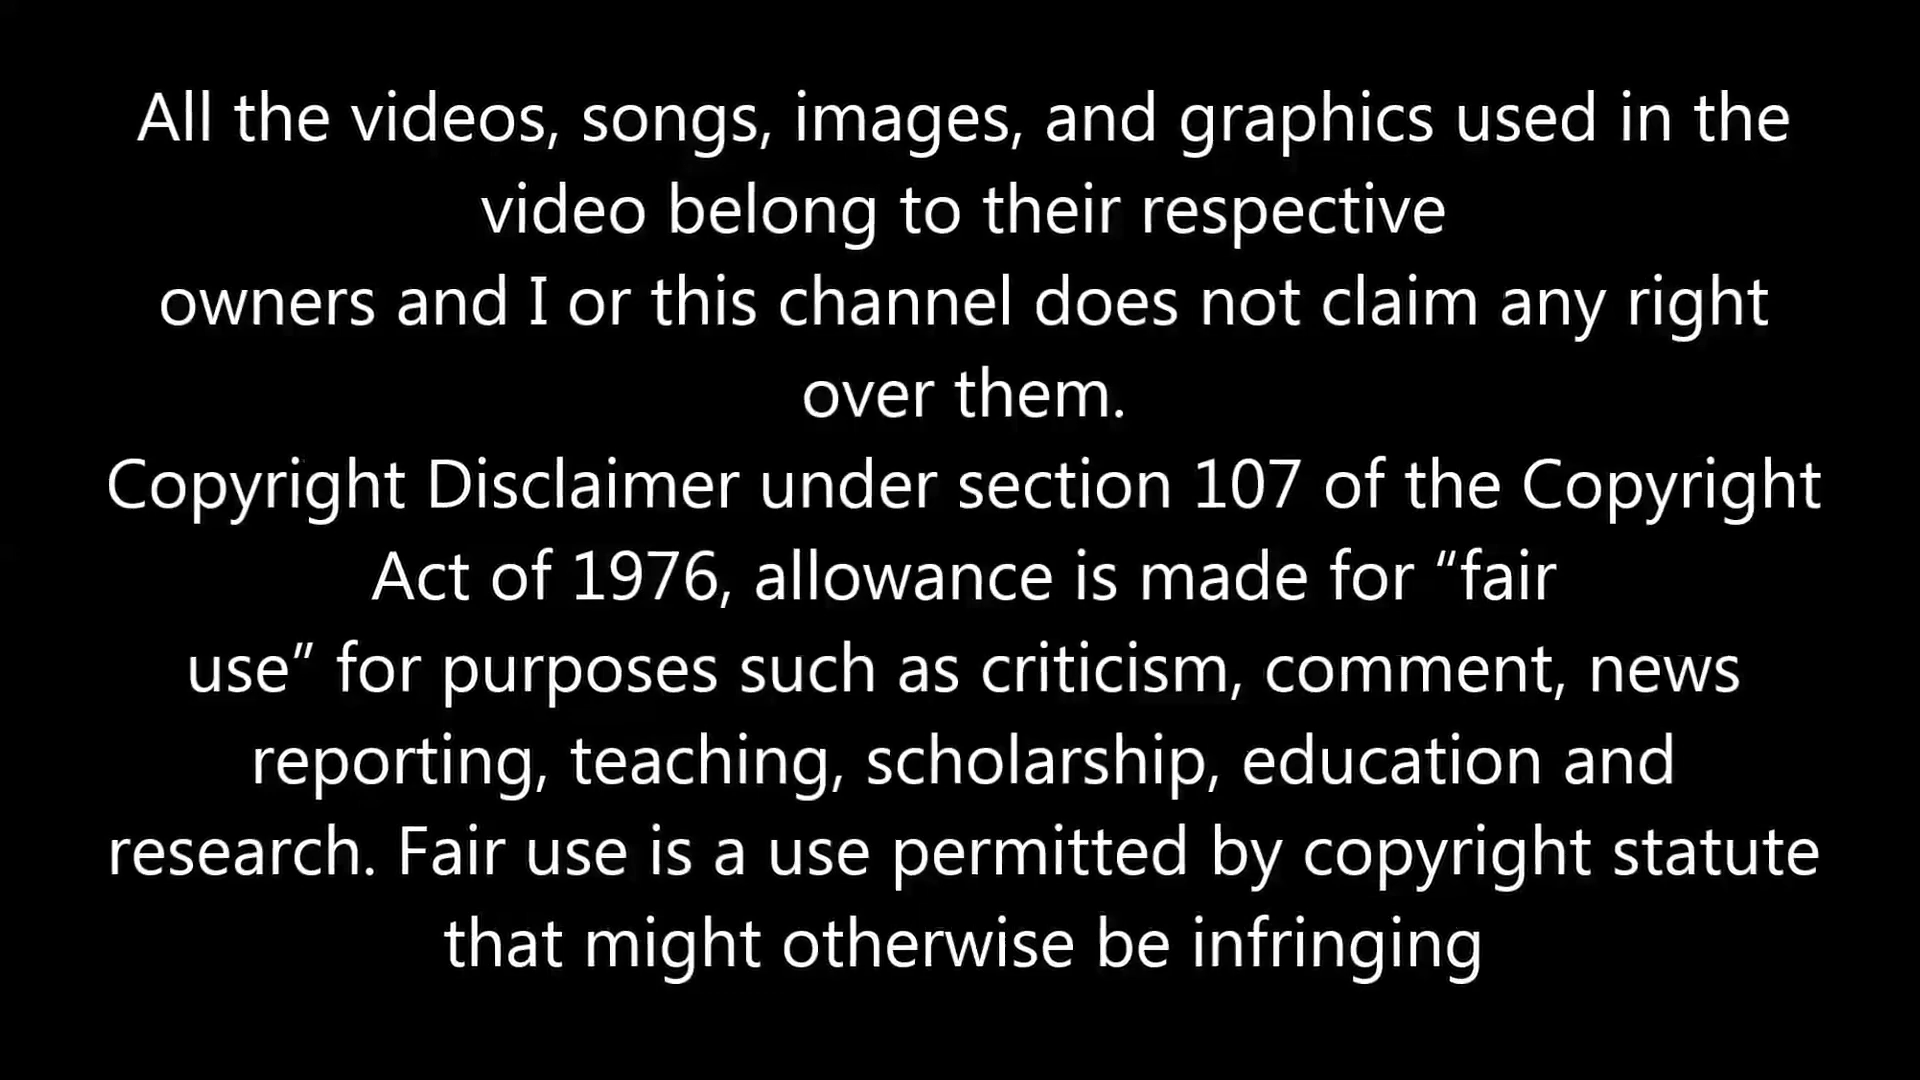 All the videos, songs, images, and graphics used in the
video belong to their respective
owners and I or this channel does not claim any right
over them.
Copyright Disclaimer under section 107 of the Copyright
Act of 1976, allowance is made for “fair
use” for purposes such as criticism, comment, news
reporting, teaching, scholarship, education and
research. Fair use is a use permitted by copyright statute
that might otherwise be infringing